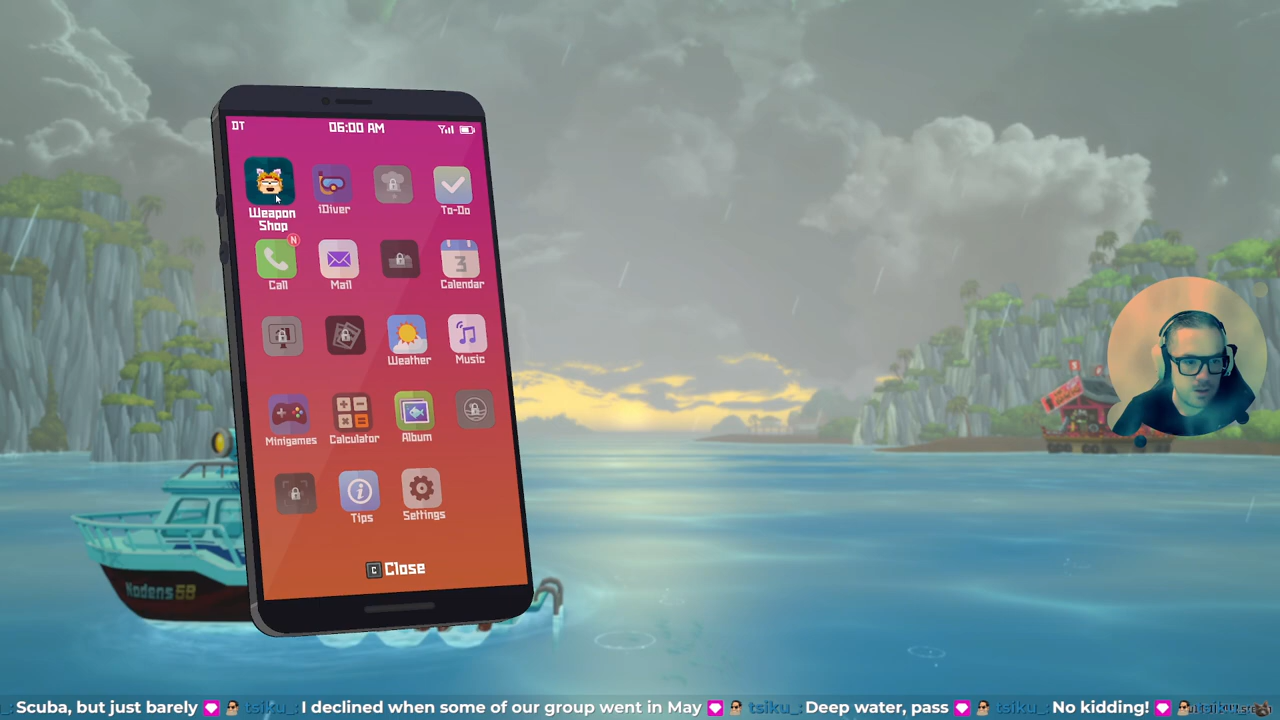 DT
06:00 AM
Weapon
Shop
iDiver
To-Do
N
Call
Mail
3
Calendar
Weather
Music
Minigames
Calculator
Album
Tips
Settings
C Close
Nodens 68
_: Scuba, but just barely tsiku_: I declined when some of our group went in May tsiku_: Deep water, pass tsiku_: No kidding!